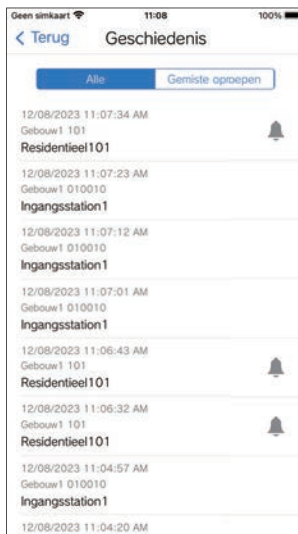 Geen simkaart 11:08 100%
Terug Geschiedenis
Alle Gemiste oproepen
12/08/2023 11:07:34 AM
Gebouw1 101
Residentieel101
12/08/2023 11:07:23 AM
Gebouw1 010010
Ingangsstation1
12/08/2023 11:07:12 AM
Gebouw1 010010
Ingangsstation1
12/08/2023 11:07:01 AM
Gebouw1 010010
Ingangsstation1
12/08/2023 11:06:43 AM
Gebouw1 101
Residentieel101
12/08/2023 11:06:32 AM
Gebouw1 101
Residentieel101
12/08/2023 11:04:57 AM
Gebouw1 010010
Ingangsstation1
12/08/2023 11:04:20 AM